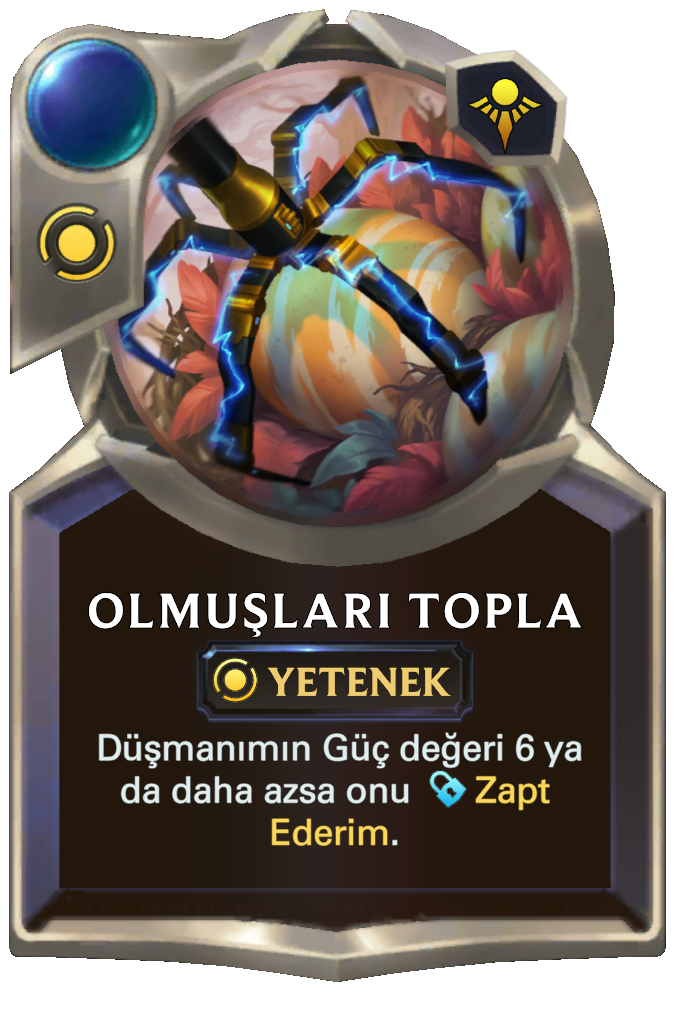 OLMUŞLARI TOPLA
YETENEK
Düşmanımın Güç değeri 6 ya
da daha azsa onu Zapt
Ederim.